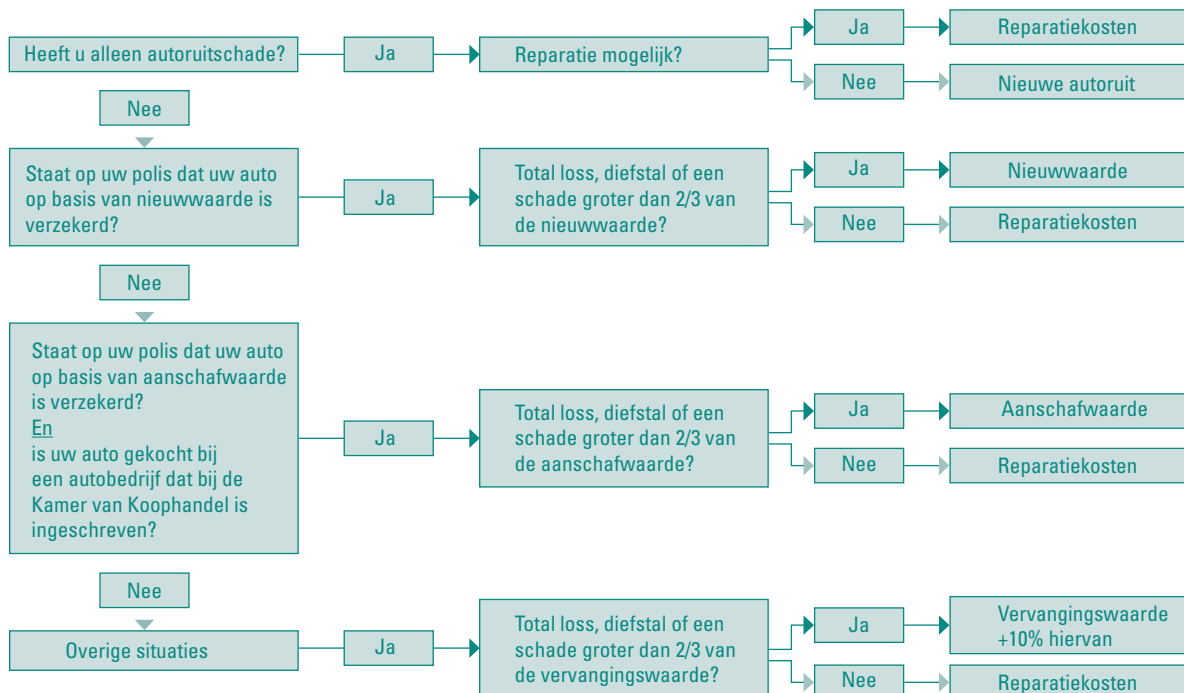 Heeft u alleen autoruitschade?
Ja
Reparatie mogelijk?
Ja
Reparatiekosten
Nee
Nieuwe autoruit
Nee
Staat op uw polis dat uw auto
op basis van nieuwwaarde is
verzekerd?
Ja
Total loss, diefstal of een
schade groter dan 2/3 van
de nieuwwaarde?
Ja
Nieuwwaarde
Nee
Reparatiekosten
Nee
Staat op uw polis dat uw auto
op basis van aanschafwaarde
is verzekerd?
En
is uw auto gekocht bij
een autobedrijf dat bij de
Kamer van Koophandel is
ingeschreven?
Ja
Total loss, diefstal of een
schade groter dan 2/3 van
de aanschafwaarde?
Ja
Aanschafwaarde
Nee
Reparatiekosten
Nee
Overige situaties
Ja
Total loss, diefstal of een
schade groter dan 2/3 van
de vervangingswaarde?
Ja
Vervangingswaarde
+10% hiervan
Nee
Reparatiekosten